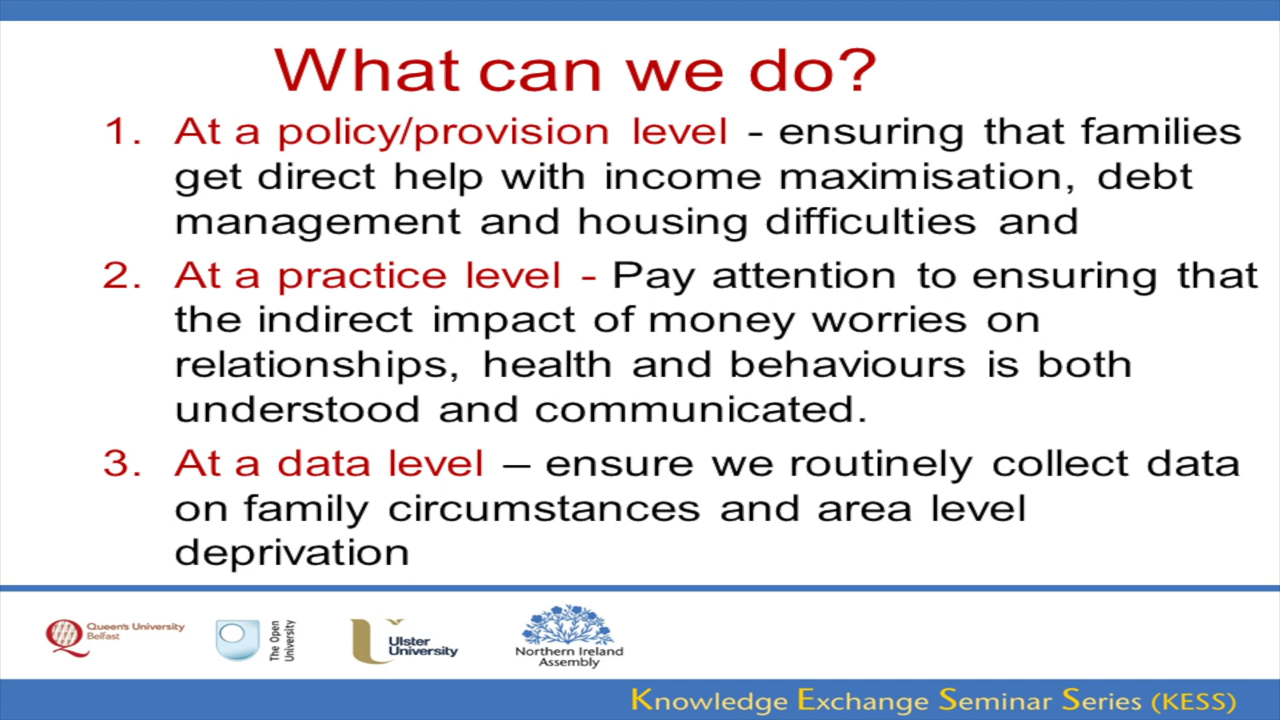 What can we do?
1. At a policy/provision level - ensuring that families
get direct help with income maximisation, debt
management and housing difficulties and
2. At a practice level - Pay attention to ensuring that
the indirect impact of money worries on
relationships, health and behaviours is both
understood and communicated.
3. At a data level – ensure we routinely collect data
on family circumstances and area level
deprivation
Queen's University
Belfast
The Open
University
Ulster
University
Northern Ireland
Assembly
Knowledge Exchange Seminar Series (KESS)